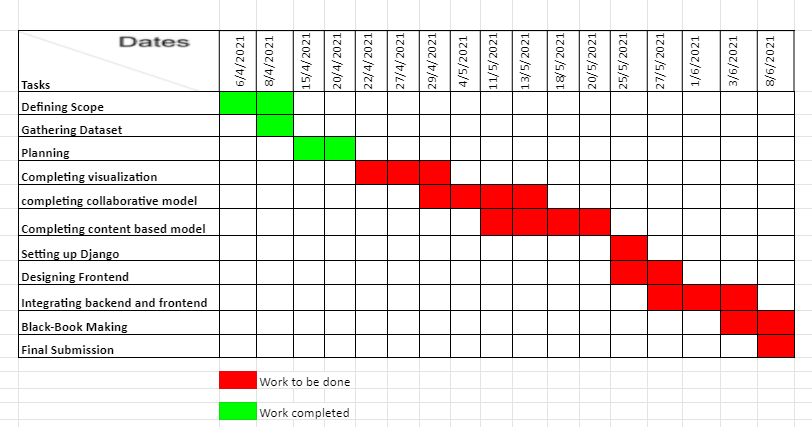 Dates
6/4/2021 8/4/2021 15/4/2021 20/4/2021 22/4/2021 27/4/2021 29/4/2021 4/5/2021 11/5/2021 13/5/2021 18/5/2021 20/5/2021 25/5/2021 27/5/2021 1/6/2021 3/6/2021 8/6/2021
Tasks
Defining Scope
Gathering Dataset
Planning
Completing visualization
completing collaborative model
Completing content based model
Setting up Django
Designing Frontend
Integrating backend and frontend
Black-Book Making
Final Submission
Work to be done
Work completed